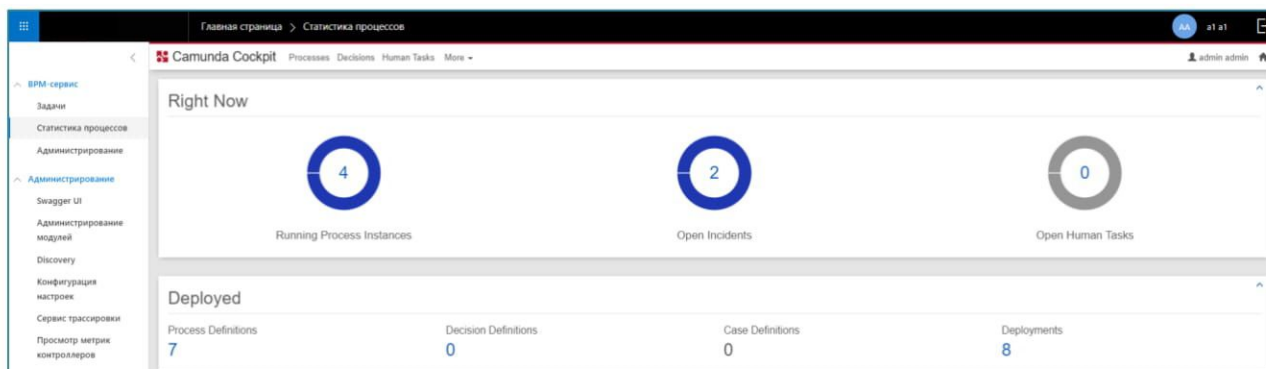 Главная страница > Статистика процессов
AA
a1 a1
Camunda Cockpit Processes Decisions Human Tasks More
admin admin
BPM-сервис
Задачи
Статистика процессов
Администрирование
Администрирование
Swagger UI
Администрирование
модулей
Discovery
Конфигурация
настроек
Сервис трассировки
Просмотр метрик
контроллеров
Right Now
4
Running Process Instances
2
Open Incidents
0
Open Human Tasks
Deployed
Process Definitions
7
Decision Definitions
0
Case Definitions
0
Deployments
8